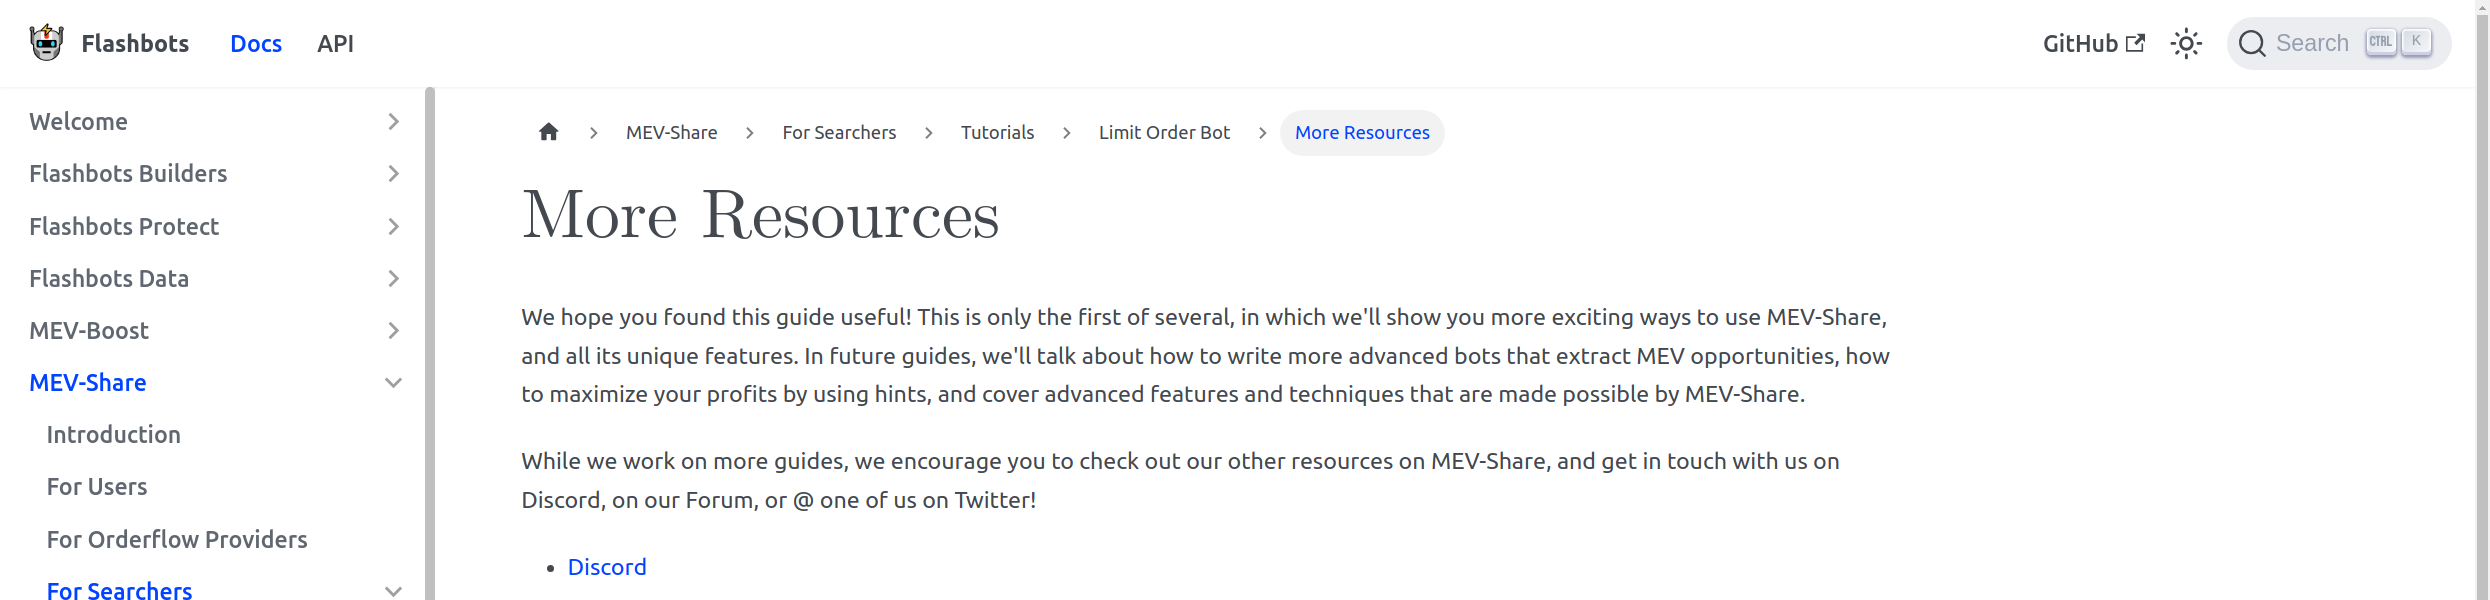 Flashbots Docs API GitHub Search CTRL K
Welcome
Flashbots Builders
Flashbots Protect
Flashbots Data
MEV-Boost
MEV-Share
Introduction
For Users
For Orderflow Providers
For Searchers
MEV-Share For Searchers Tutorials Limit Order Bot More Resources
More Resources
We hope you found this guide useful! This is only the first of several, in which we'll show you more exciting ways to use MEV-Share,
and all its unique features. In future guides, we'll talk about how to write more advanced bots that extract MEV opportunities, how
to maximize your profits by using hints, and cover advanced features and techniques that are made possible by MEV-Share.
While we work on more guides, we encourage you to check out our other resources on MEV-Share, and get in touch with us on
Discord, on our Forum, or @ one of us on Twitter!
• Discord